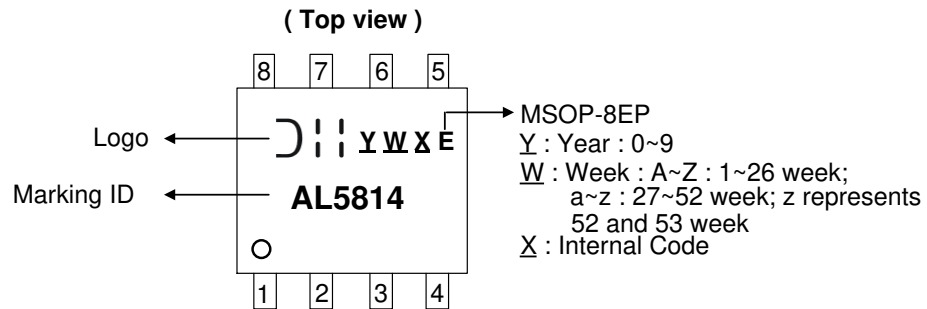 ( Top view )
8 7 6 5
Logo
Y W X E
MSOP-8EP
Y : Year : 0~9
W : Week : A~Z : 1~26 week;
a~z : 27~52 week; z represents
52 and 53 week
X : Internal Code
Marking ID
AL5814
1 2 3 4